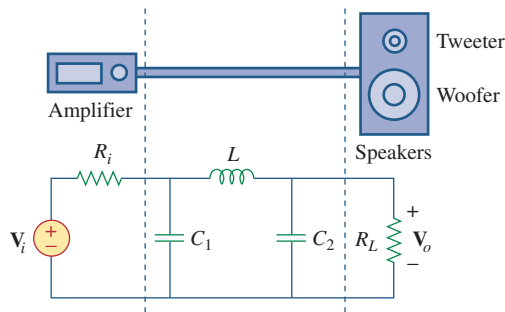 Tweeter
Woofer
Amplifier
Speakers
R_i
L
+
−
V_i
C_1
C_2
R_L
+
V_o
−